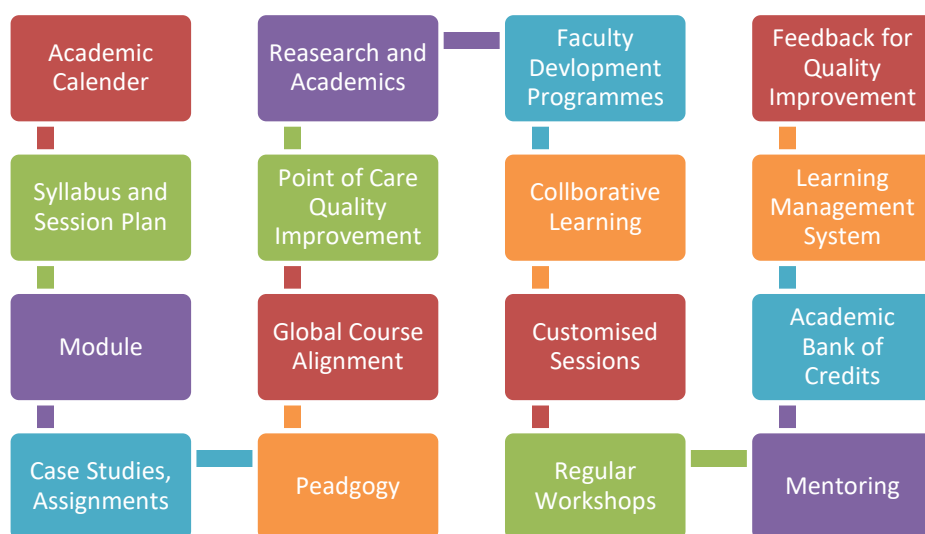 Academic
Calender
Syllabus and
Session Plan
Module
Case Studies,
Assignments
Peadgogy
Global Course
Alignment
Point of Care
Quality
Improvement
Reasearch and
Academics
Faculty
Devlopment
Programmes
Collborative
Learning
Customised
Sessions
Regular
Workshops
Mentoring
Academic
Bank of
Credits
Learning
Management
System
Feedback for
Quality
Improvement